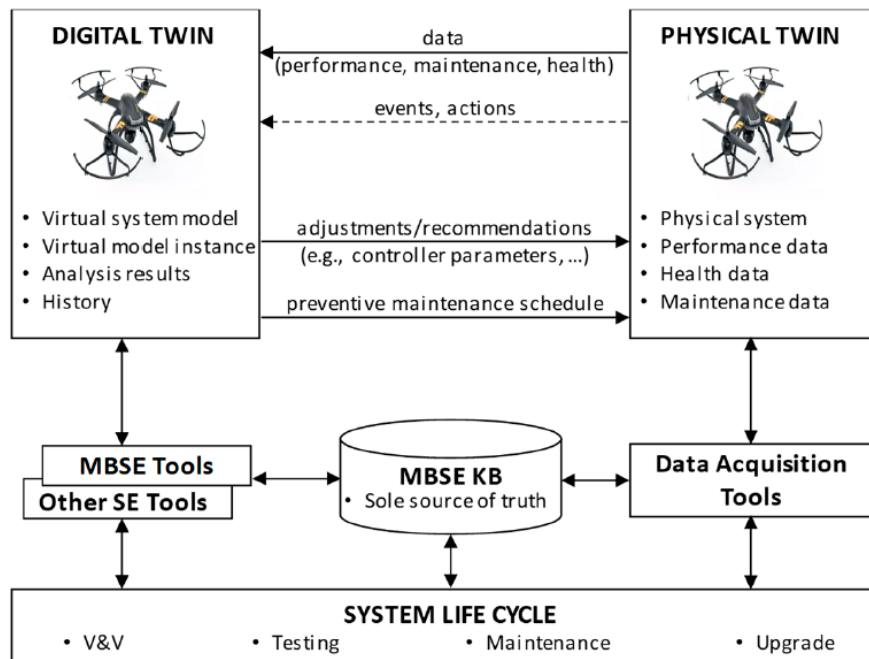 DIGITAL TWIN
• Virtual system model
• Virtual model instance
• Analysis results
• History
data
(performance, maintenance, health)
events, actions
adjustments/recommendations
(e.g., controller parameters, ...)
preventive maintenance schedule
PHYSICAL TWIN
• Physical system
• Performance data
• Health data
• Maintenance data
MBSE Tools
Other SE Tools
MBSE KB
• Sole source of truth
Data Acquisition
Tools
SYSTEM LIFE CYCLE
• V&V • Testing • Maintenance • Upgrade